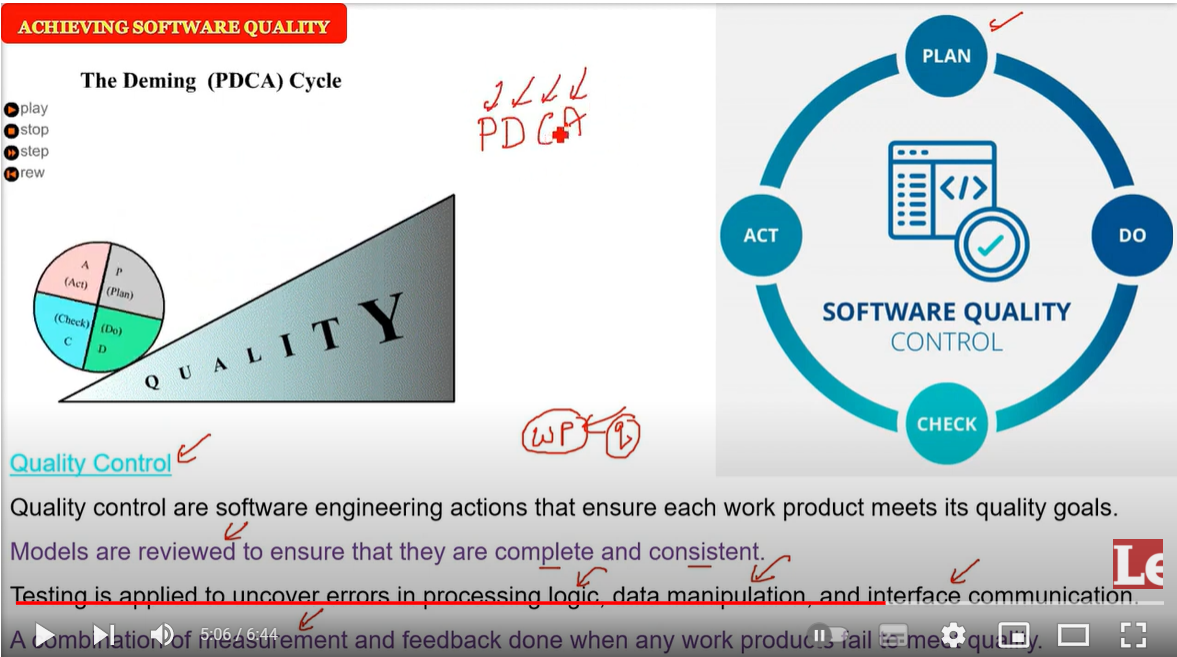 ACHIEVING SOFTWARE QUALITY
The Deming (PDCA) Cycle
play
stop
step
rew
PDCA
A
(Act)
P
(Plan)
(Check)
C
(Do)
D
QUALITY
PLAN
DO
CHECK
ACT
</>
SOFTWARE QUALITY
CONTROL
WP
q
Quality Control
Quality control are software engineering actions that ensure each work product meets its quality goals.
Models are reviewed to ensure that they are complete and consistent.
Testing is applied to uncover errors in processing logic, data manipulation, and interface communication.
A combination of measurement and feedback done when any work products fail to meet quality.
5:06 / 6:44
Le